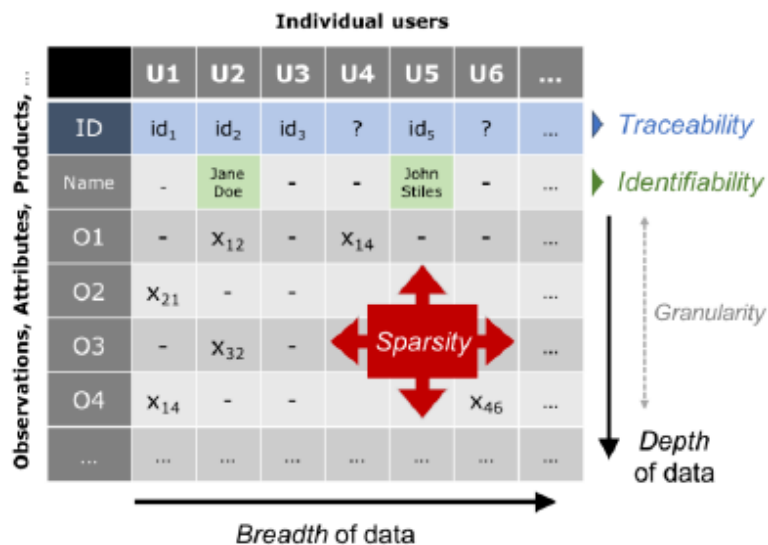 Individual users
Observations, Attributes, Products, ...
U1 U2 U3 U4 U5 U6 ...
ID id₁ id₂ id₃ ? id₅ ? ...
Traceability
Name - Jane Doe - - John Stiles - ...
Identifiability
O1 - x₁₂ - x₁₄ - - ...
O2 x₂₁ - - ...
O3 - x₃₂ - ...
O4 x₁₄ - - x₄₆ ...
... ... ... ... ... ... ... ...
Sparsity
Granularity
Depth
of data
Breadth of data